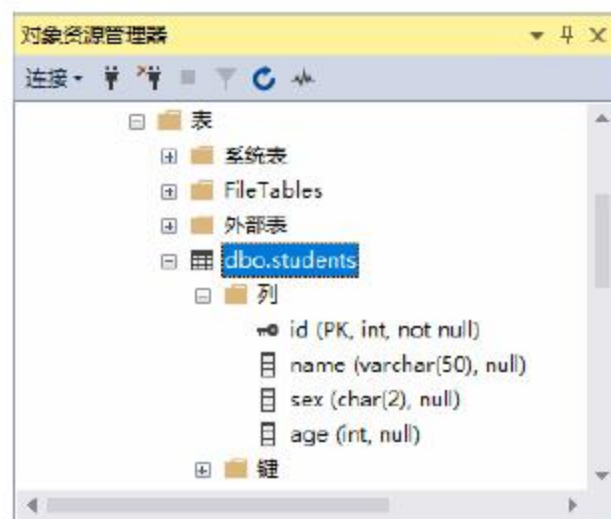 对象资源管理器
连接
表
系统表
FileTables
外部表
dbo.students
列
id (PK, int, not null)
name (varchar(50), null)
sex (char(2), null)
age (int, null)
键